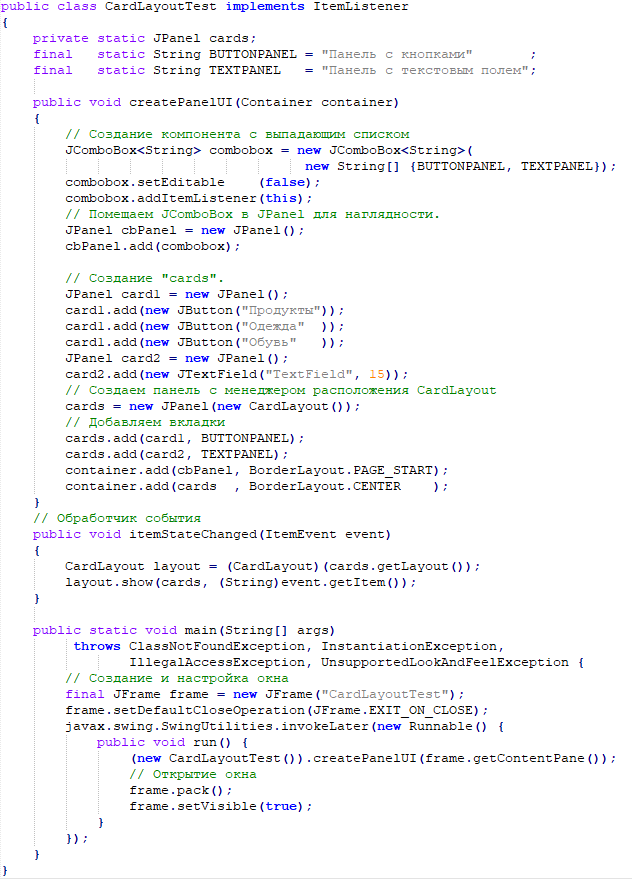 public class CardLayoutTest implements ItemListener
{
    private static JPanel cards;
    final   static String BUTTONPANEL = "Панель с кнопками"       ;
    final   static String TEXTPANEL   = "Панель с текстовым полем";

    public void createPanelUI(Container container)
    {
        // Создание компонента с выпадающим списком
        JComboBox<String> combobox = new JComboBox<String>(
                                      new String[] {BUTTONPANEL, TEXTPANEL});
        combobox.setEditable    (false);
        combobox.addItemListener(this);
        // Помещаем JComboBox в JPanel для наглядности.
        JPanel cbPanel = new JPanel();
        cbPanel.add(combobox);

        // Создание "cards".
        JPanel card1 = new JPanel();
        card1.add(new JButton("Продукты"));
        card1.add(new JButton("Одежда"  ));
        card1.add(new JButton("Обувь"   ));
        JPanel card2 = new JPanel();
        card2.add(new JTextField("TextField", 15));
        // Создаем панель с менеджером расположения CardLayout
        cards = new JPanel(new CardLayout());
        // Добавляем вкладки
        cards.add(card1, BUTTONPANEL);
        cards.add(card2, TEXTPANEL);
        container.add(cbPanel, BorderLayout.PAGE_START);
        container.add(cards  , BorderLayout.CENTER    );
    }
    // Обработчик события
    public void itemStateChanged(ItemEvent event)
    {
        CardLayout layout = (CardLayout)(cards.getLayout());
        layout.show(cards, (String)event.getItem());
    }

    public static void main(String[] args)
         throws ClassNotFoundException, InstantiationException,
                IllegalAccessException, UnsupportedLookAndFeelException {
        // Создание и настройка окна
        final JFrame frame = new JFrame("CardLayoutTest");
        frame.setDefaultCloseOperation(JFrame.EXIT_ON_CLOSE);
        javax.swing.SwingUtilities.invokeLater(new Runnable() {
            public void run() {
                (new CardLayoutTest()).createPanelUI(frame.getContentPane());
                // Открытие окна
                frame.pack();
                frame.setVisible(true);
            }
        });
    }
}